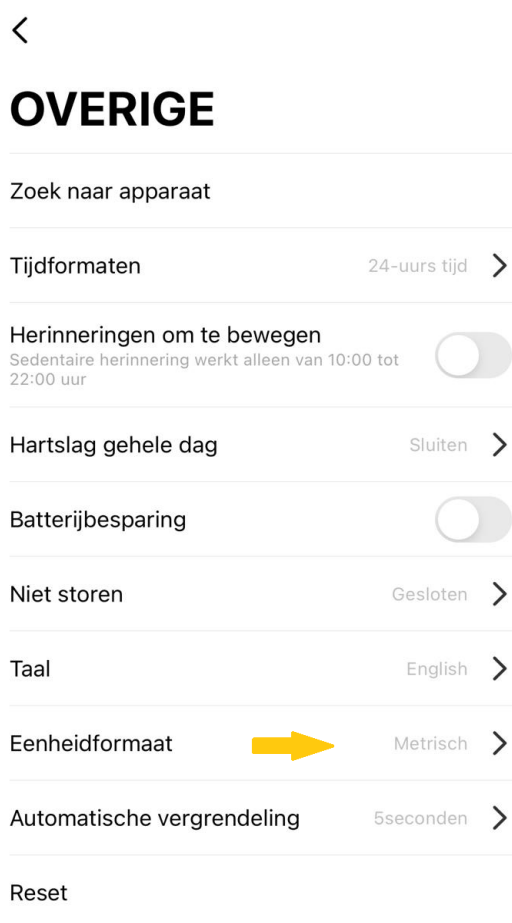 OVERIGE
Zoek naar apparaat
Tijdformaten 24-uurs tijd
Herinneringen om te bewegen
Sedentaire herinnering werkt alleen van 10:00 tot
22:00 uur
Hartslag gehele dag Sluiten
Batterijbesparing
Niet storen Gesloten
Taal English
Eenheidformaat Metrisch
Automatische vergrendeling 5seconden
Reset